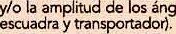 y/o la amplitud de los áng
escuadra y transportador).